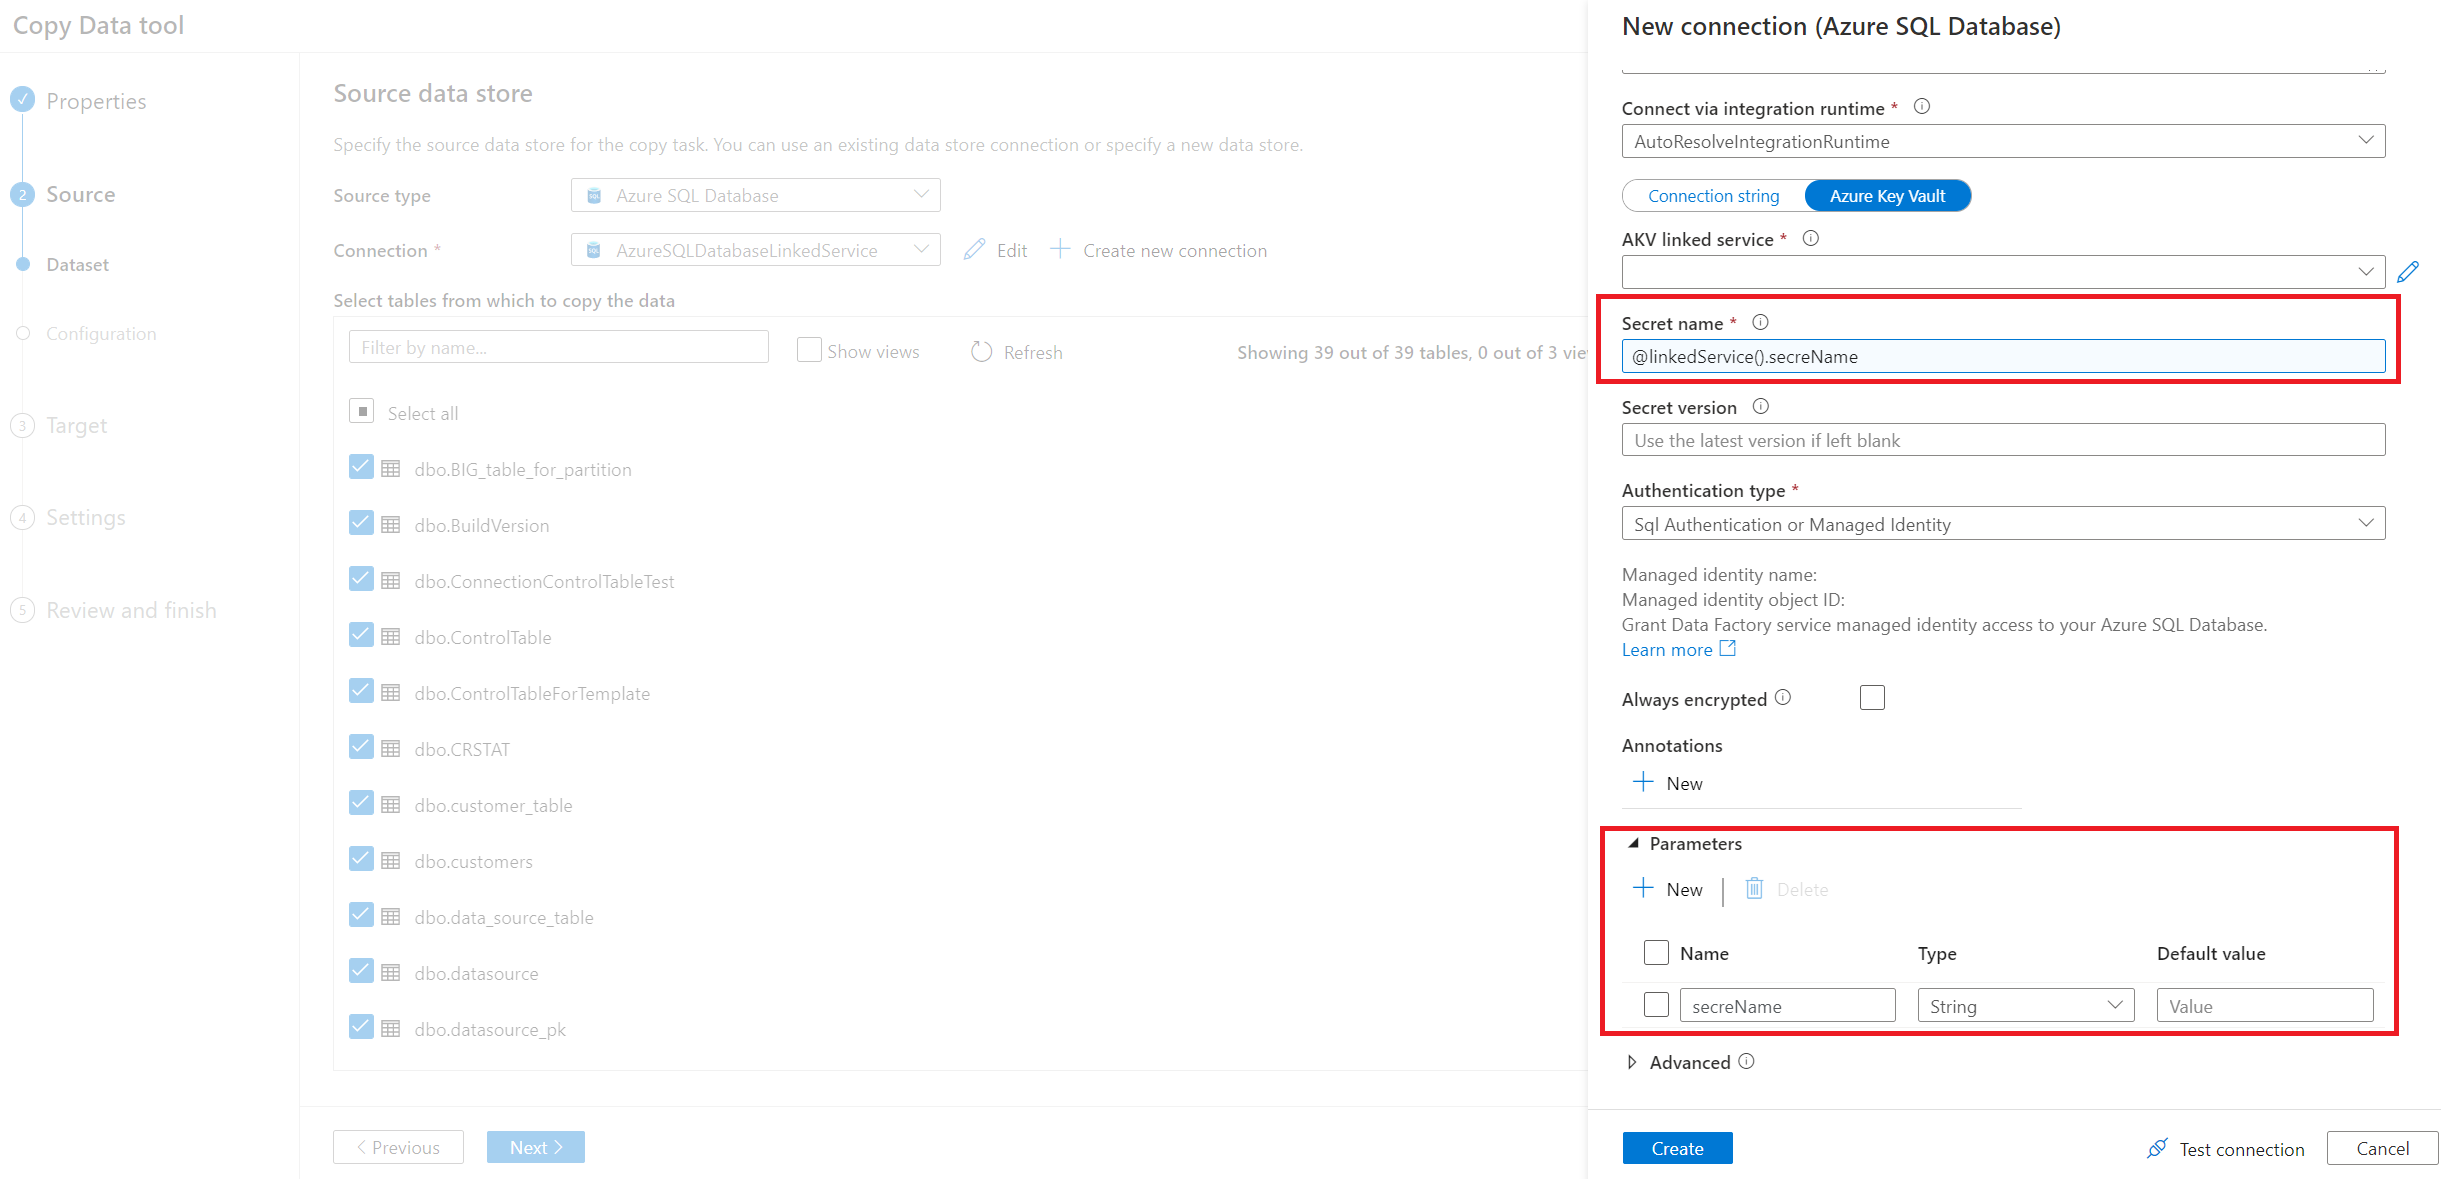 Copy Data tool
Properties
2 Source
Dataset
Configuration
3 Target
4 Settings
5 Review and finish
Source data store
Specify the source data store for the copy task. You can use an existing data store connection or specify a new data store.
Source type Azure SQL Database
Connection * AzureSQLDatabaseLinkedService Edit Create new connection
Select tables from which to copy the data
Filter by name... Show views Refresh Showing 39 out of 39 tables, 0 out of 3 vie
Select all
dbo.BIG_table_for_partition
dbo.BuildVersion
dbo.ConnectionControlTableTest
dbo.ControlTable
dbo.ControlTableForTemplate
dbo.CRSTAT
dbo.customer_table
dbo.customers
dbo.data_source_table
dbo.datasource
dbo.datasource_pk
< Previous Next >
New connection (Azure SQL Database)
Connect via integration runtime *
AutoResolveIntegrationRuntime
Connection string Azure Key Vault
AKV linked service *
Secret name *
@linkedService().secreName
Secret version
Use the latest version if left blank
Authentication type *
Sql Authentication or Managed Identity
Managed identity name:
Managed identity object ID:
Grant Data Factory service managed identity access to your Azure SQL Database.
Learn more
Always encrypted
Annotations
New
Parameters
New | Delete
Name Type Default value
secreName String Value
Advanced
Create Test connection Cancel